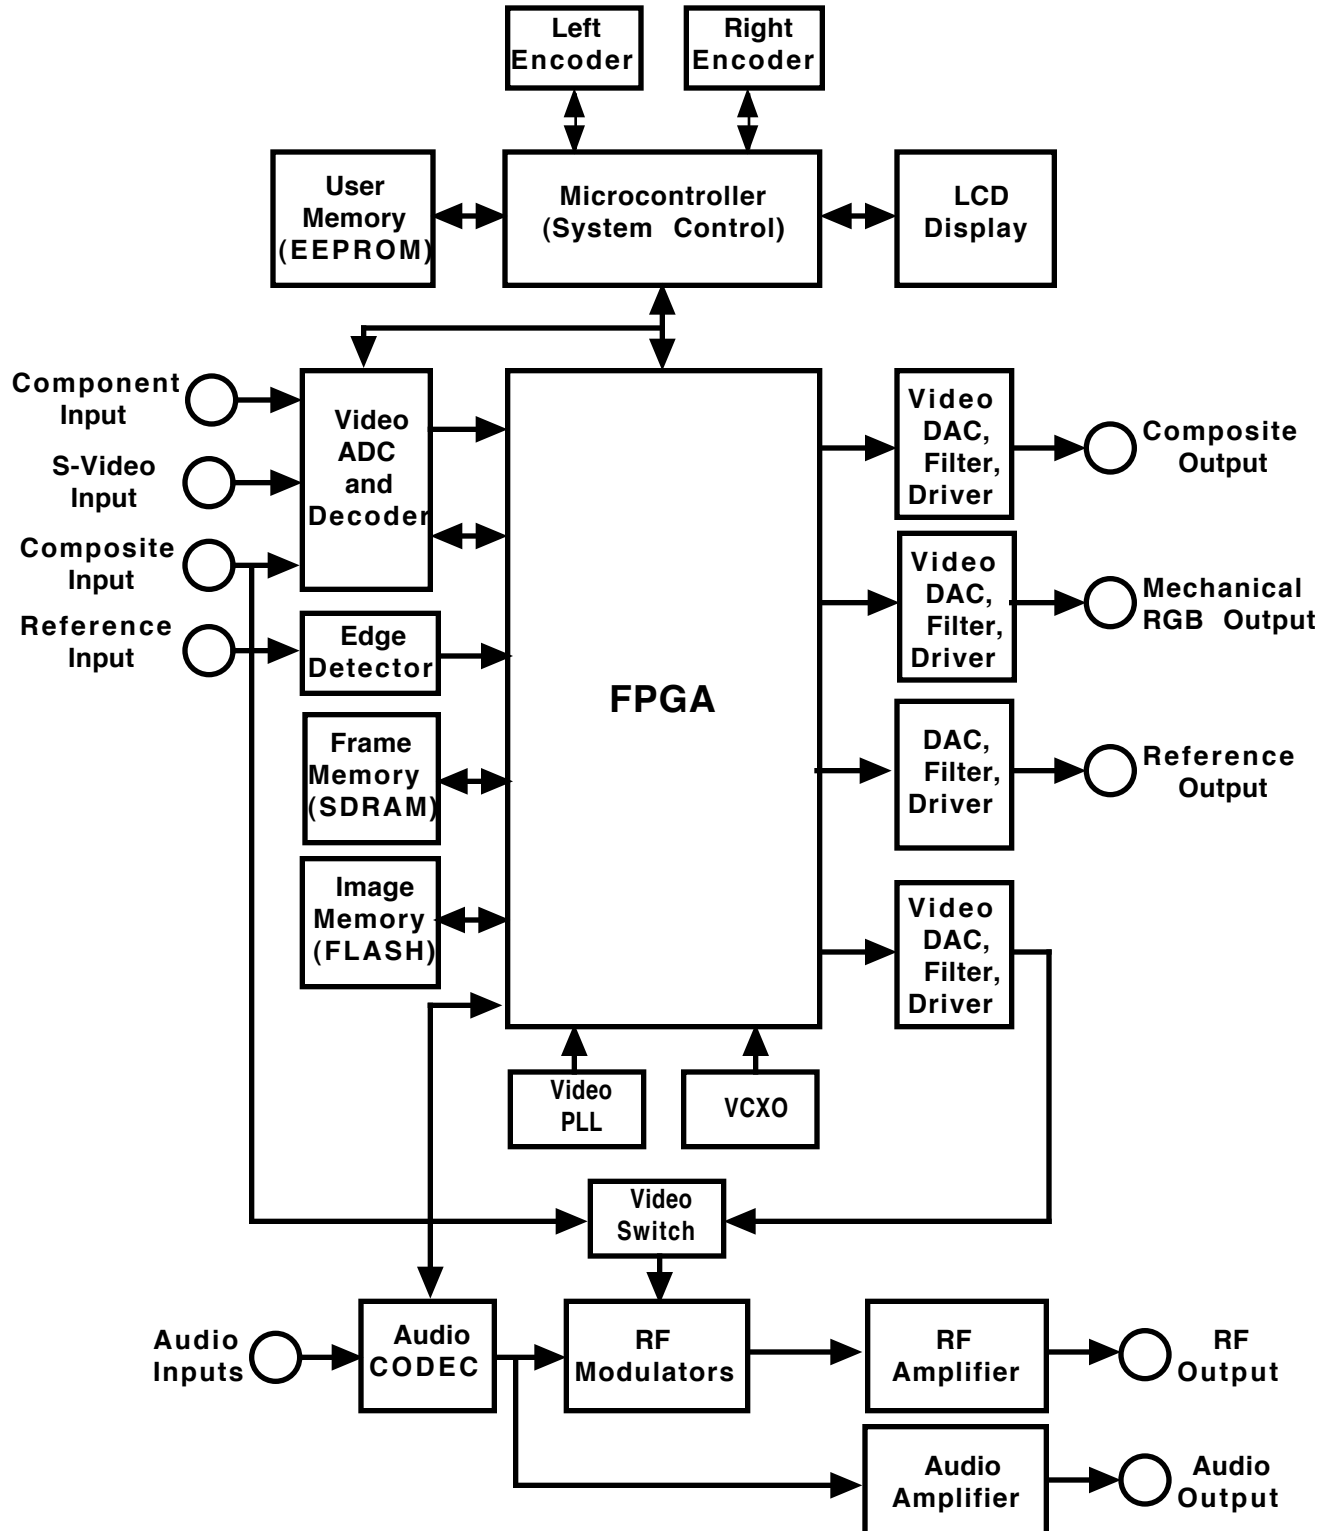 Left
Encoder
Right
Encoder
User
Memory
(EEPROM)
Microcontroller
(System Control)
LCD
Display
Component
Input
S-Video
Input
Composite
Input
Reference
Input
Video
ADC
and
Decoder
Edge
Detector
Frame
Memory
(SDRAM)
Image
Memory
(FLASH)
FPGA
Video
DAC,
Filter,
Driver
Composite
Output
Video
DAC,
Filter,
Driver
Mechanical
RGB Output
DAC,
Filter,
Driver
Reference
Output
Video
DAC,
Filter,
Driver
Video
PLL
VCXO
Video
Switch
Audio
Inputs
Audio
CODEC
RF
Modulators
RF
Amplifier
RF
Output
Audio
Amplifier
Audio
Output